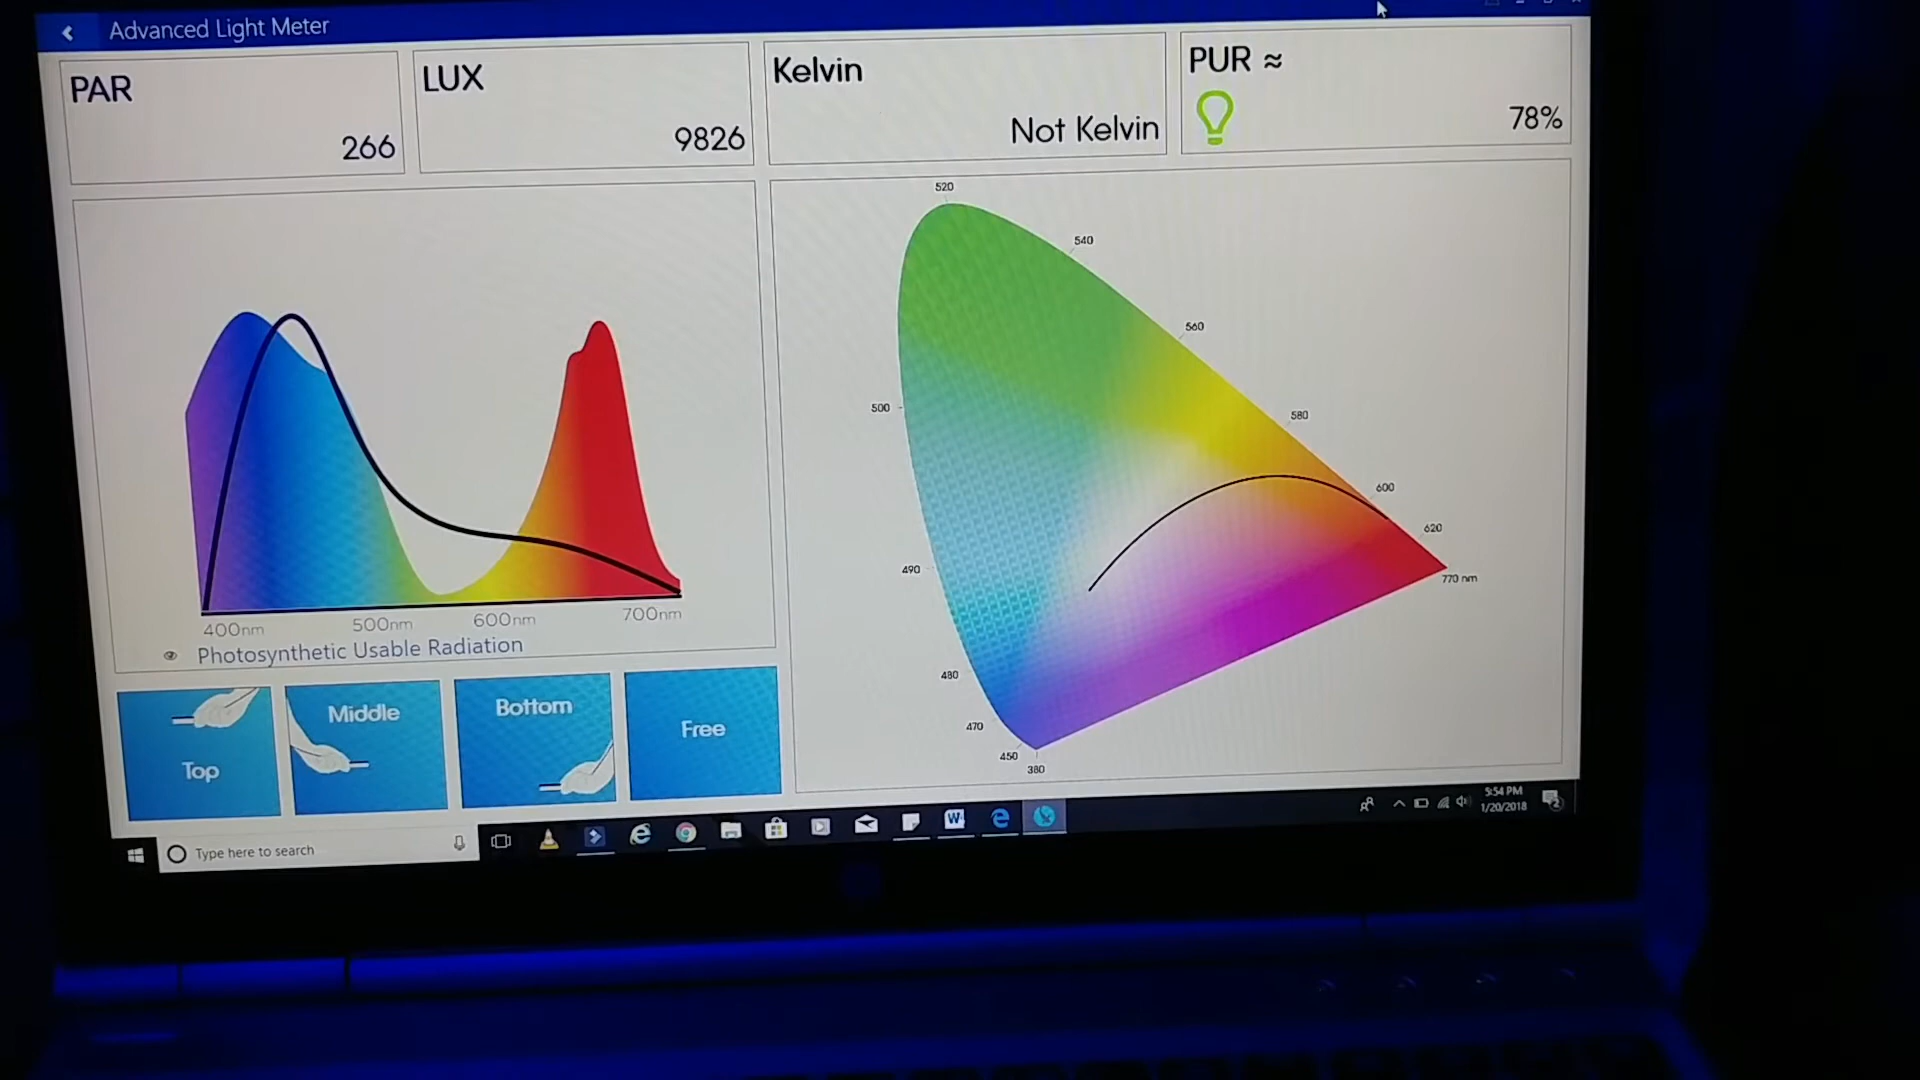 Advanced Light Meter
PAR
266
LUX
9826
Kelvin
Not Kelvin
PUR ≈
78%
400nm
500nm
600nm
700nm
Photosynthetic Usable Radiation
Top
Middle
Bottom
Free
520
540
560
580
600
620
770 nm
500
490
480
470
450
380
Type here to search
5:54 PM
1/20/2018
2